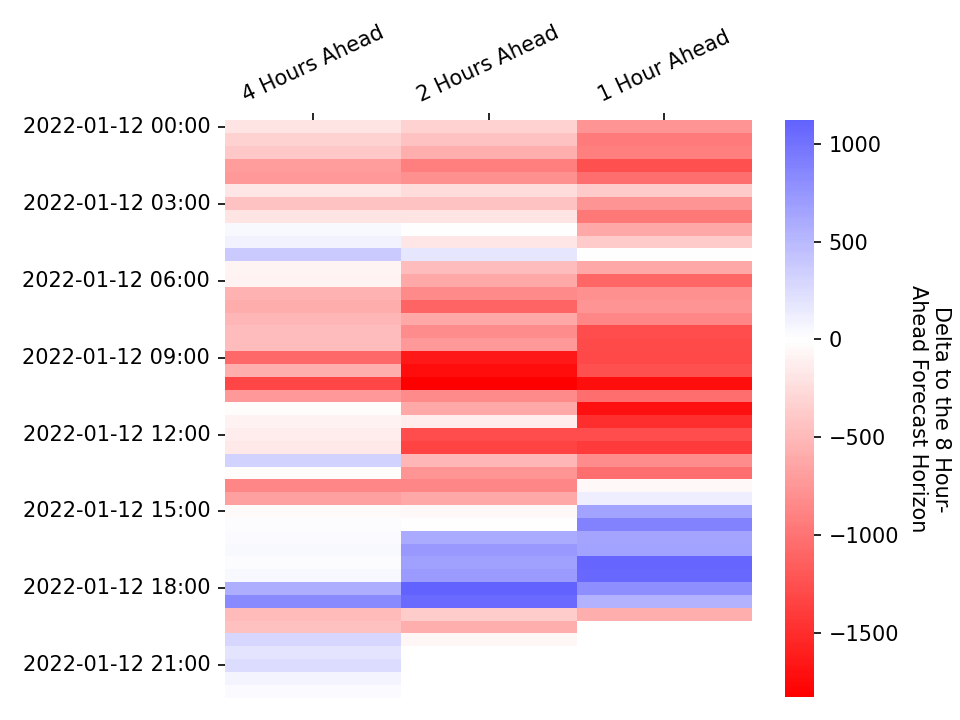 4 Hours Ahead
2 Hours Ahead
1 Hour Ahead
2022-01-12 00:00
2022-01-12 03:00
2022-01-12 06:00
2022-01-12 09:00
2022-01-12 12:00
2022-01-12 15:00
2022-01-12 18:00
2022-01-12 21:00
1000
500
0
−500
−1000
−1500
Delta to the 8 Hour-
Ahead Forecast Horizon